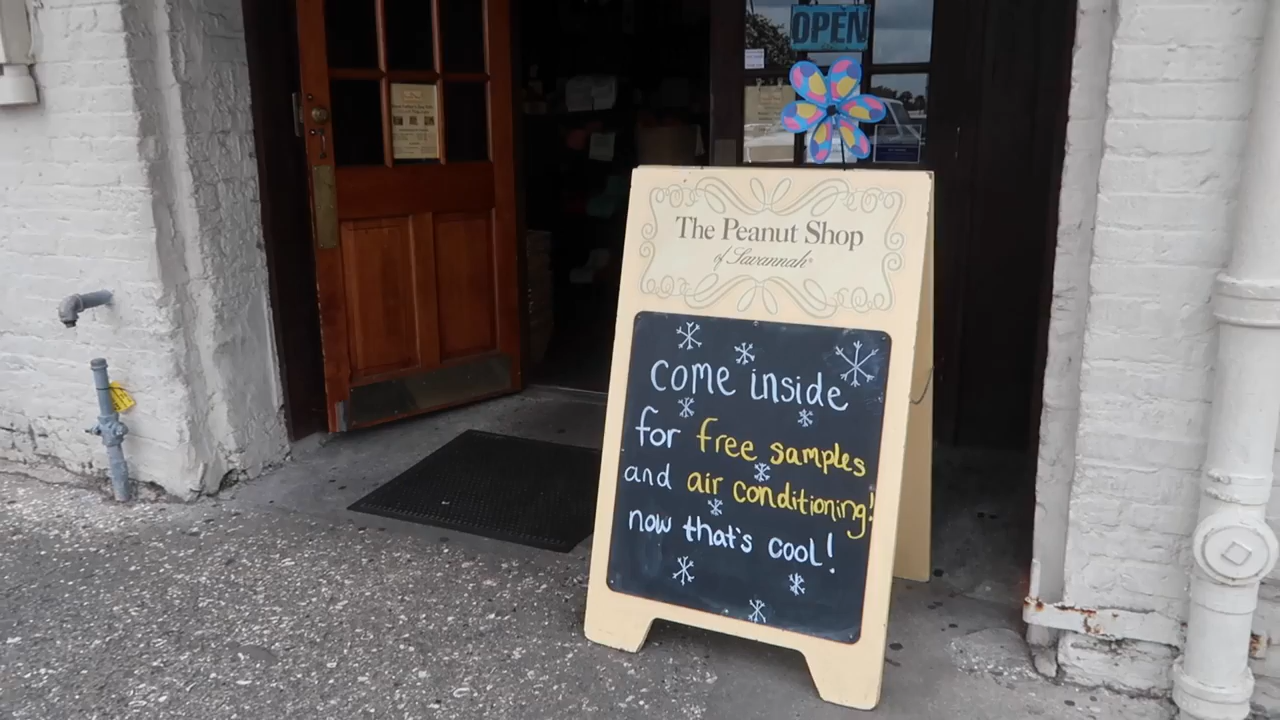 OPEN
The Peanut Shop
of Savannah®
come inside
for free samples
and air conditioning!
now that's cool!